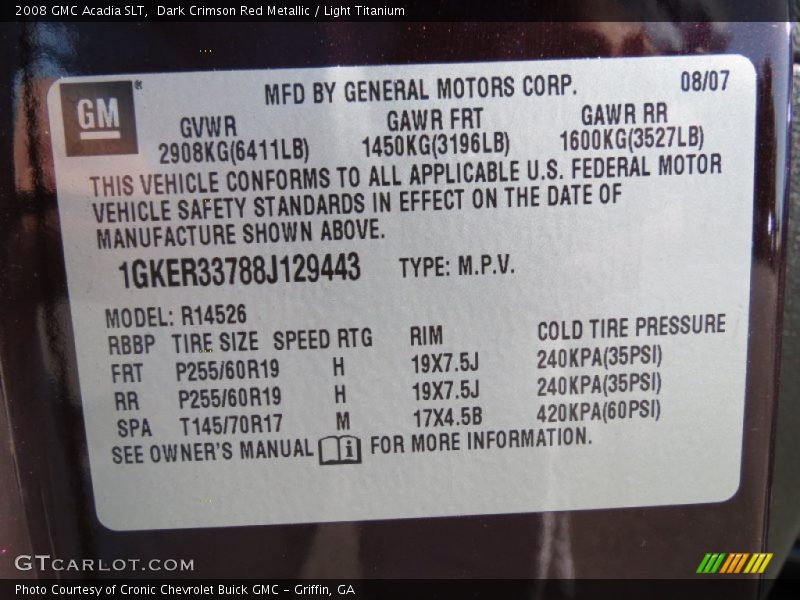 2008 GMC Acadia SLT, Dark Crimson Red Metallic / Light Titanium
GM®
MFD BY GENERAL MOTORS CORP. 08/07
GVWR GAWR FRT GAWR RR
2908KG(6411LB) 1450KG(3196LB) 1600KG(3527LB)
THIS VEHICLE CONFORMS TO ALL APPLICABLE U.S. FEDERAL MOTOR
VEHICLE SAFETY STANDARDS IN EFFECT ON THE DATE OF
MANUFACTURE SHOWN ABOVE.
1GKER33788J129443 TYPE: M.P.V.
MODEL: R14526
RBBP TIRE SIZE SPEED RTG RIM COLD TIRE PRESSURE
FRT P255/60R19 H 19X7.5J 240KPA(35PSI)
RR P255/60R19 H 19X7.5J 240KPA(35PSI)
SPA T145/70R17 M 17X4.5B 420KPA(60PSI)
SEE OWNER'S MANUAL i FOR MORE INFORMATION.
GTCARLOT.COM
Photo Courtesy of Cronic Chevrolet Buick GMC - Griffin, GA